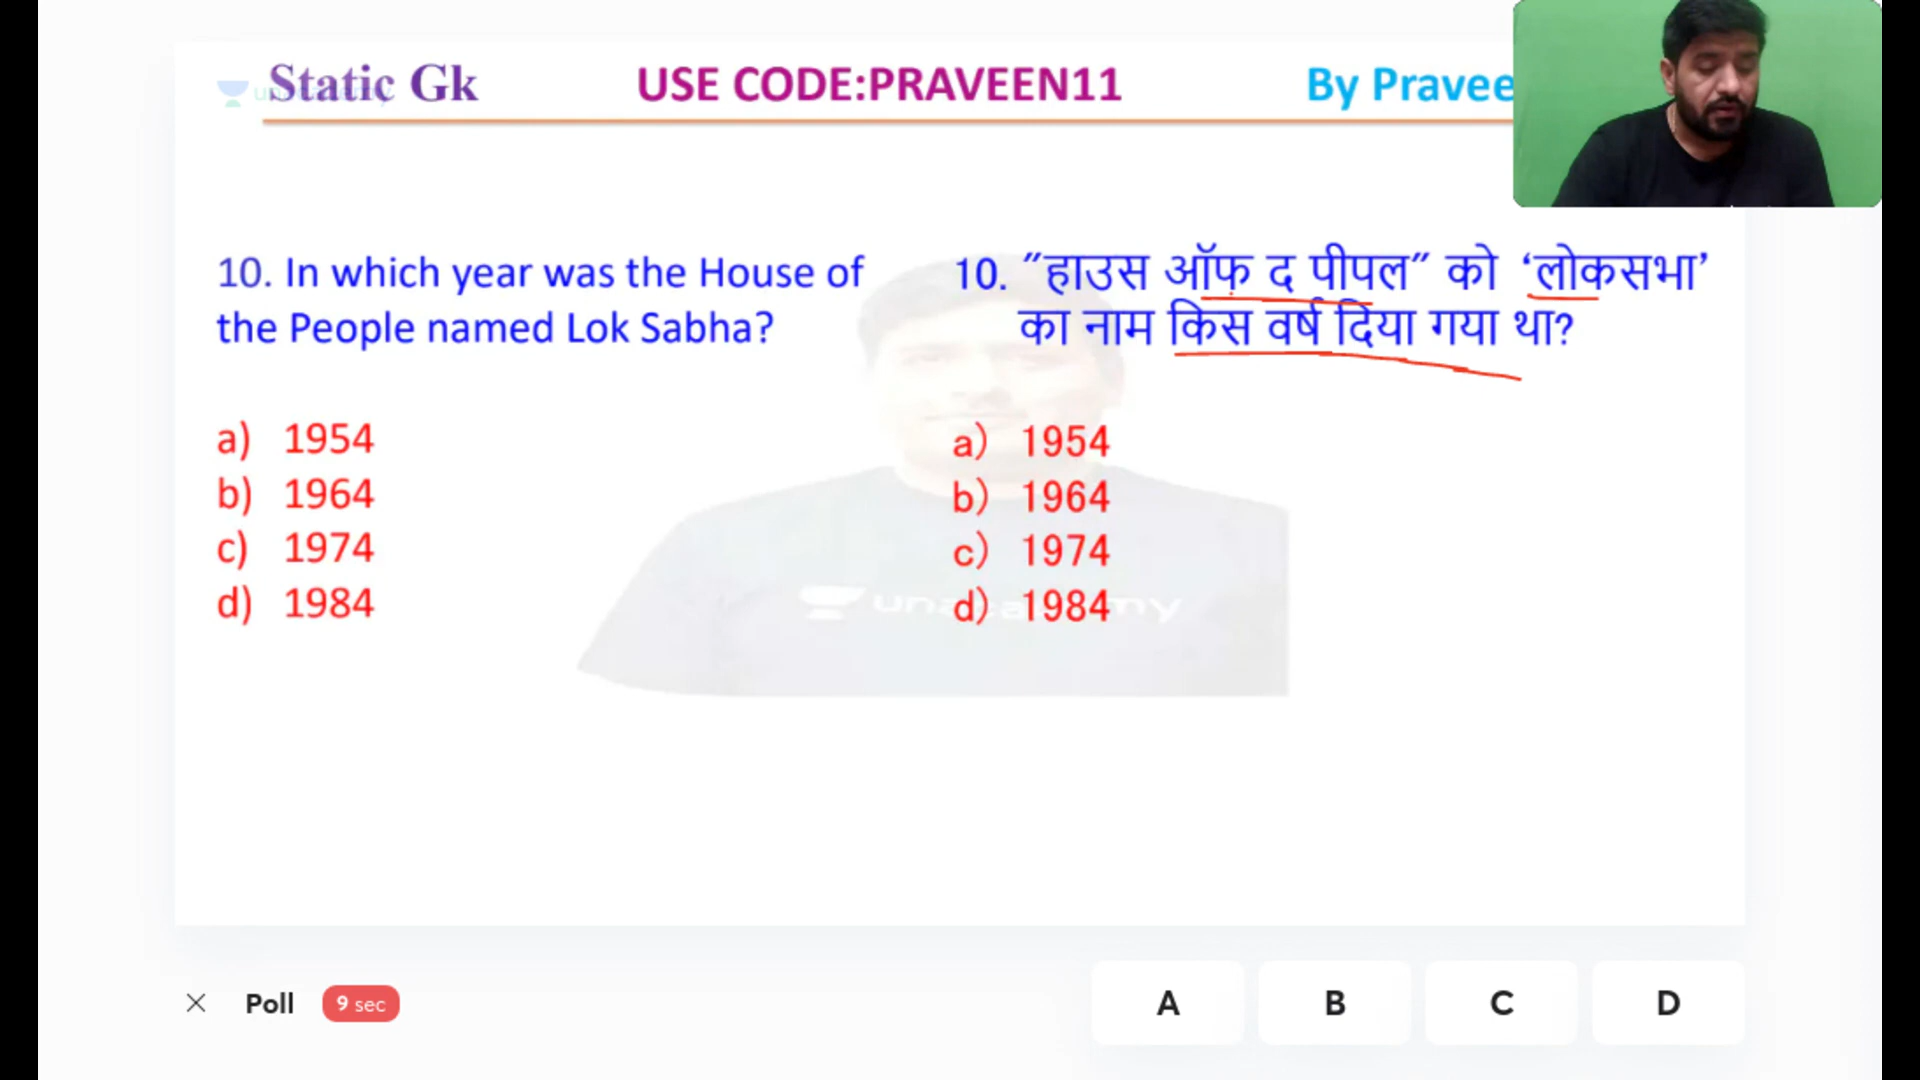 Static Gk
USE CODE:PRAVEEN11
By Pravee
10. In which year was the House of
the People named Lok Sabha?
a) 1954
b) 1964
c) 1974
d) 1984
10. "हाउस ऑफ द पीपल" को ‘लोकसभा’
का नाम किस वर्ष दिया गया था?
a) 1954
b) 1964
c) 1974
d) 1984
unacademy
Poll
9 sec
A
B
C
D